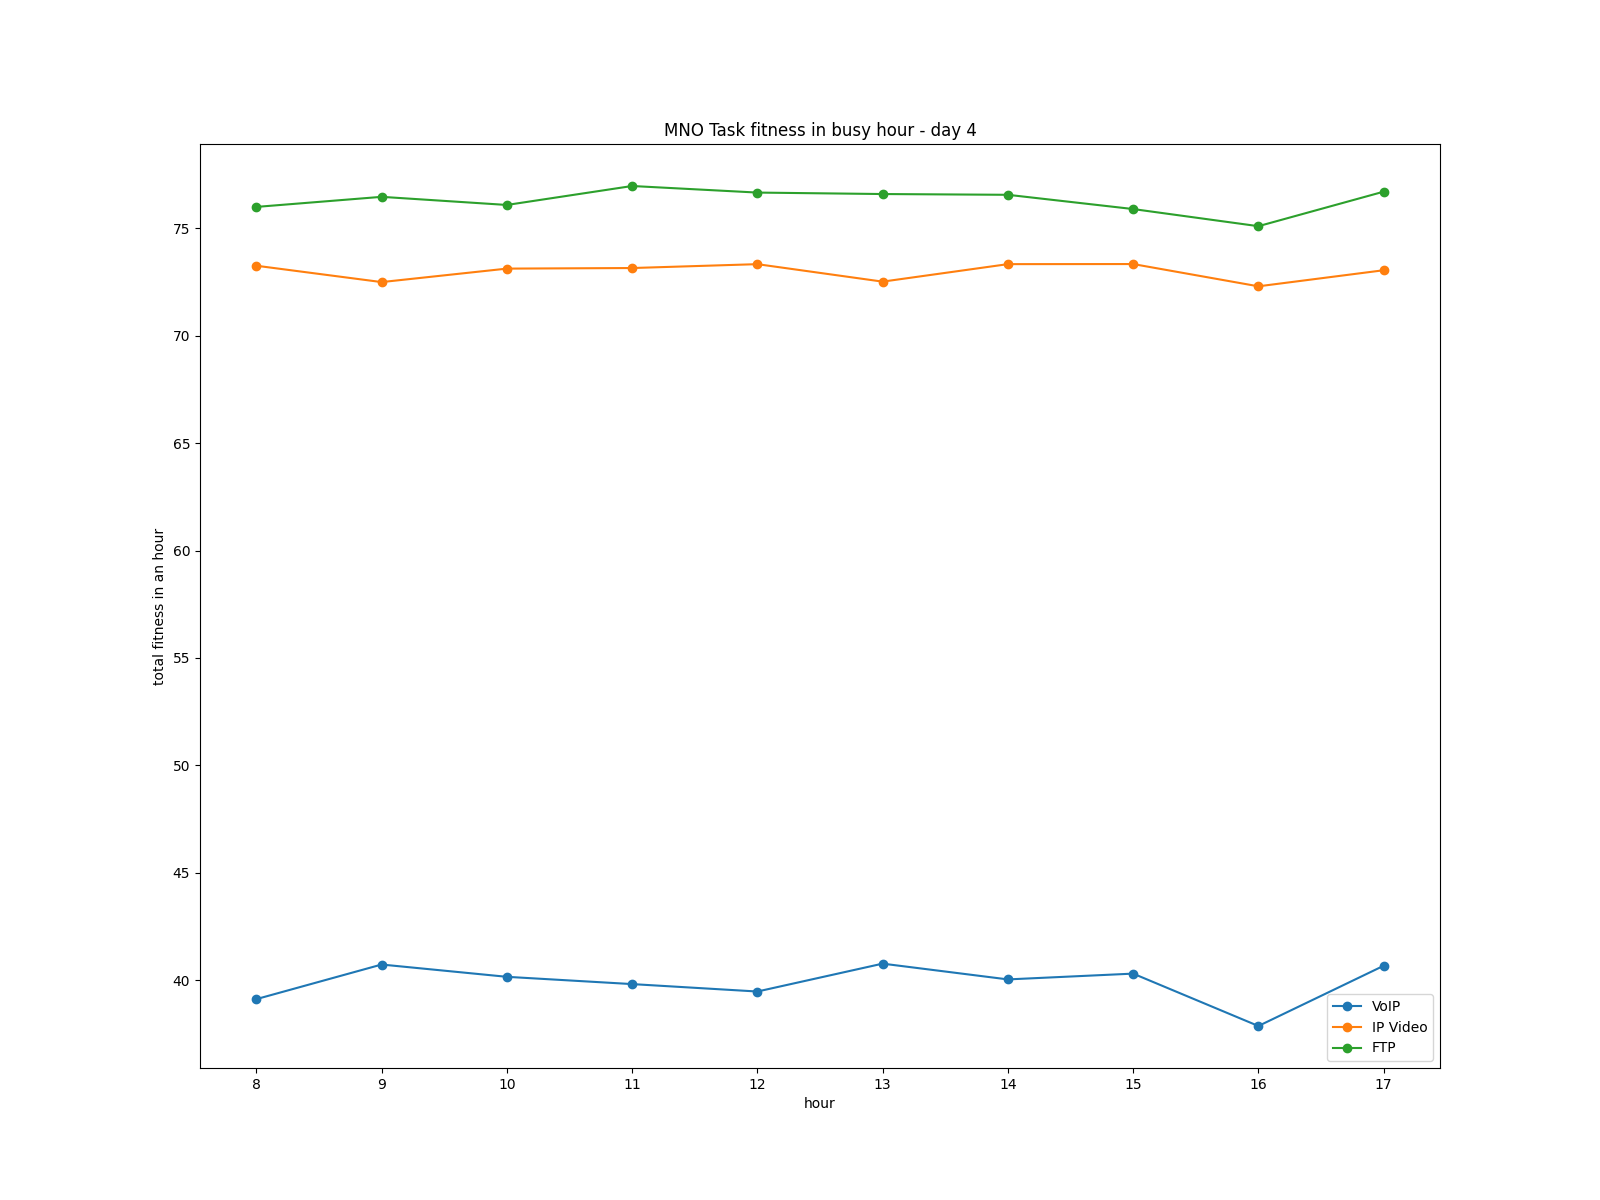 MNO Task fitness in busy hour - day 4
total fitness in an hour
75
70
65
60
55
50
45
40
8 9 10 11 12 13 14 15 16 17
hour
VoIP
IP Video
FTP